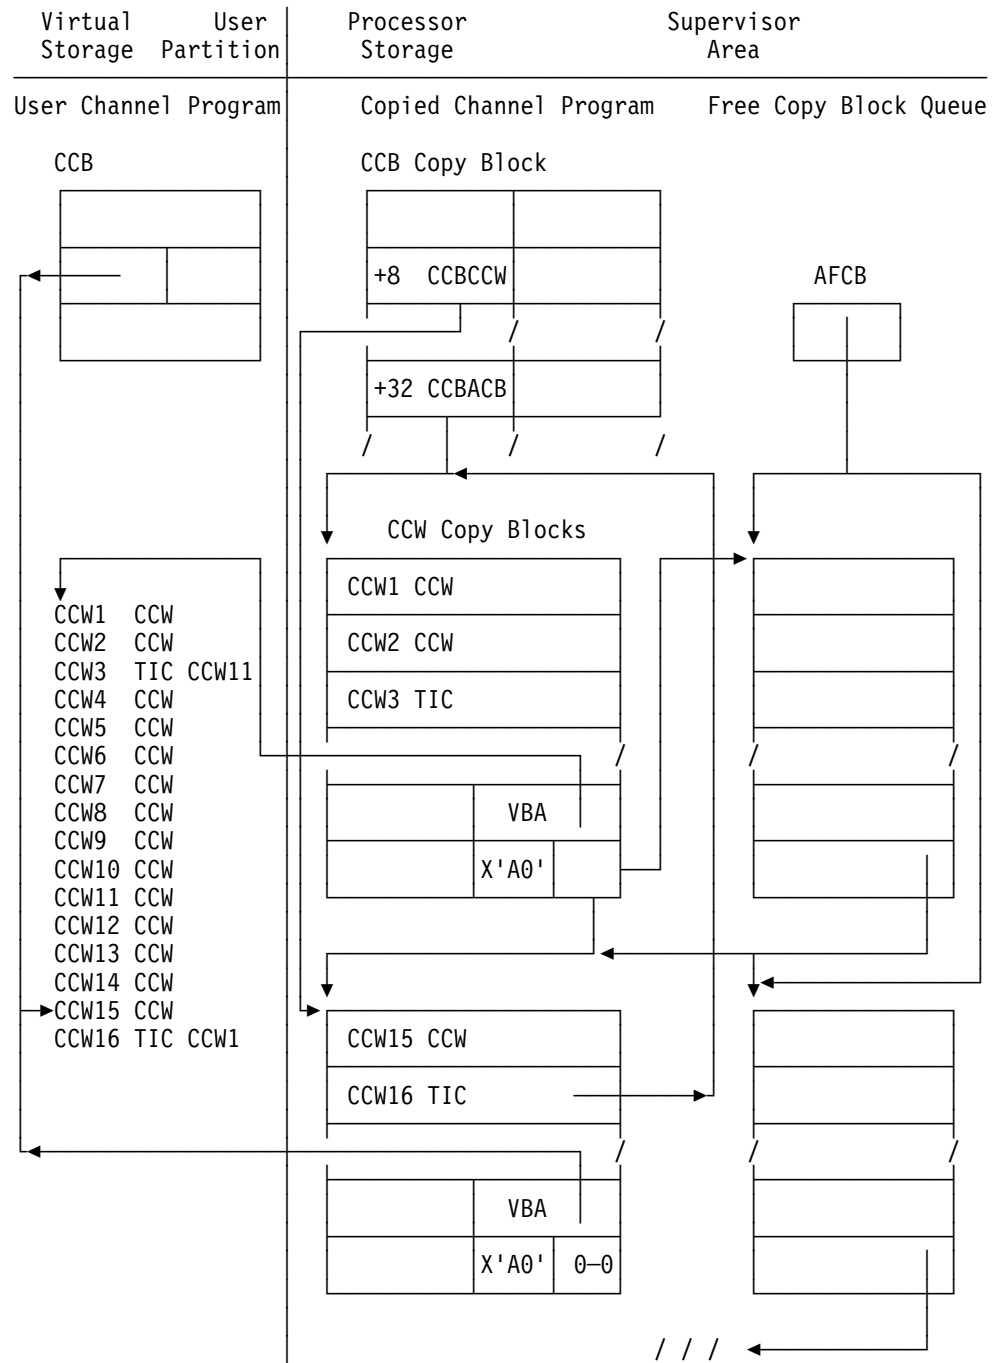 Virtual User Processor Supervisor
Storage Partition Storage Area
User Channel Program Copied Channel Program Free Copy Block Queue
CCB CCB Copy Block
+8 CCBCCW AFCB
/ /
+32 CCBACB
/ / /
CCW Copy Blocks
CCW1 CCW
CCW2 CCW
CCW3 TIC
/ / /
VBA
X'A0'
CCW1 CCW
CCW2 CCW
CCW3 TIC CCW11
CCW4 CCW
CCW5 CCW
CCW6 CCW
CCW7 CCW
CCW8 CCW
CCW9 CCW
CCW10 CCW
CCW11 CCW
CCW12 CCW
CCW13 CCW
CCW14 CCW
CCW15 CCW
CCW16 TIC CCW1
CCW15 CCW
CCW16 TIC
/ / /
VBA
X'A0' 0—0
/ / /